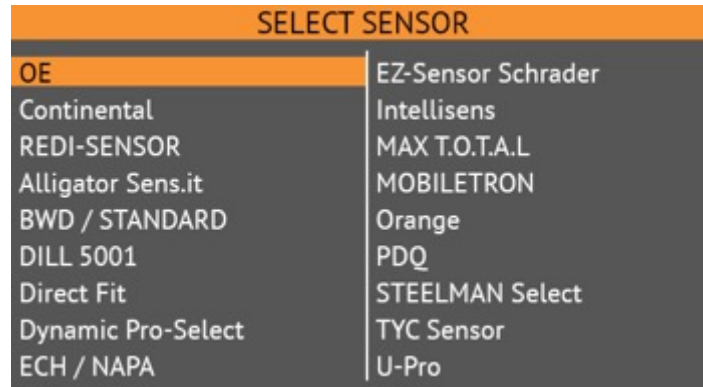 SELECT SENSOR
OE
Continental
REDI-SENSOR
Alligator Sens.it
BWD / STANDARD
DILL 5001
Direct Fit
Dynamic Pro-Select
ECH / NAPA
EZ-Sensor Schrader
Intellisens
MAX T.O.T.A.L
MOBILETRON
Orange
PDQ
STEELMAN Select
TYC Sensor
U-Pro